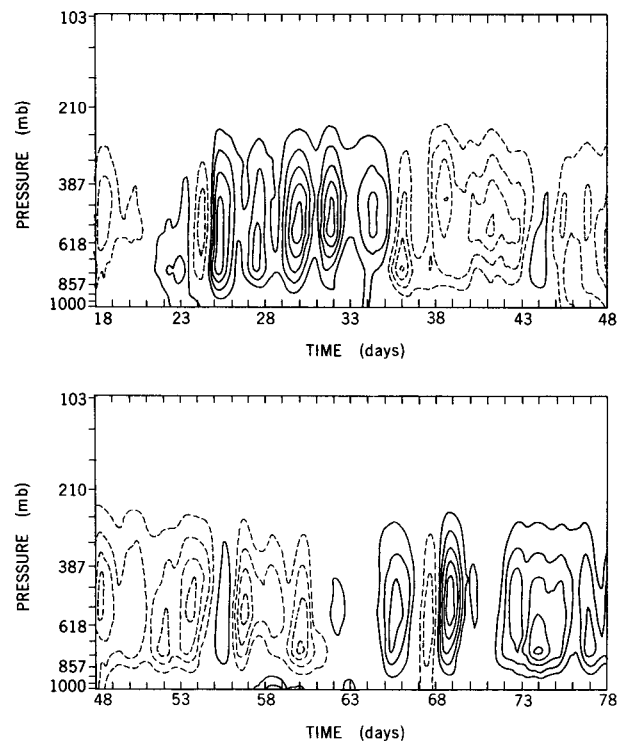 103
210
387
618
857
1000
PRESSURE (mb)
18 23 28 33 38 43 48
TIME (days)
103
210
387
618
857
1000
PRESSURE (mb)
48 53 58 63 68 73 78
TIME (days)